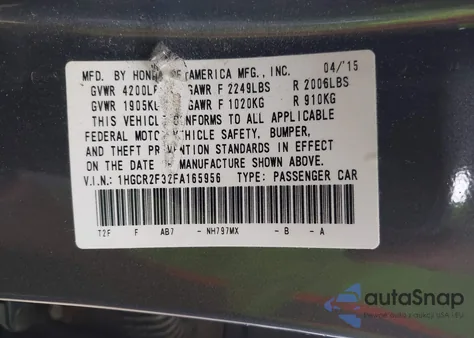 MFD. BY HONDA OF AMERICA MFG., INC. 04/'15
GVWR 4200L GAWR F 2249LBS R 2006LBS
GVWR 1905K GAWR F 1020KG R 910KG
THIS VEHICLE CONFORMS TO ALL APPLICABLE
FEDERAL MOTOR VEHICLE SAFETY, BUMPER,
AND THEFT PREVENTION STANDARDS IN EFFECT
ON THE DATE OF MANUFACTURE SHOWN ABOVE.
V.I.N.: 1HGCR2F32FA165956 TYPE: PASSENGER CAR
T2F F AB7 - NH797MX - B - A
autoSnap